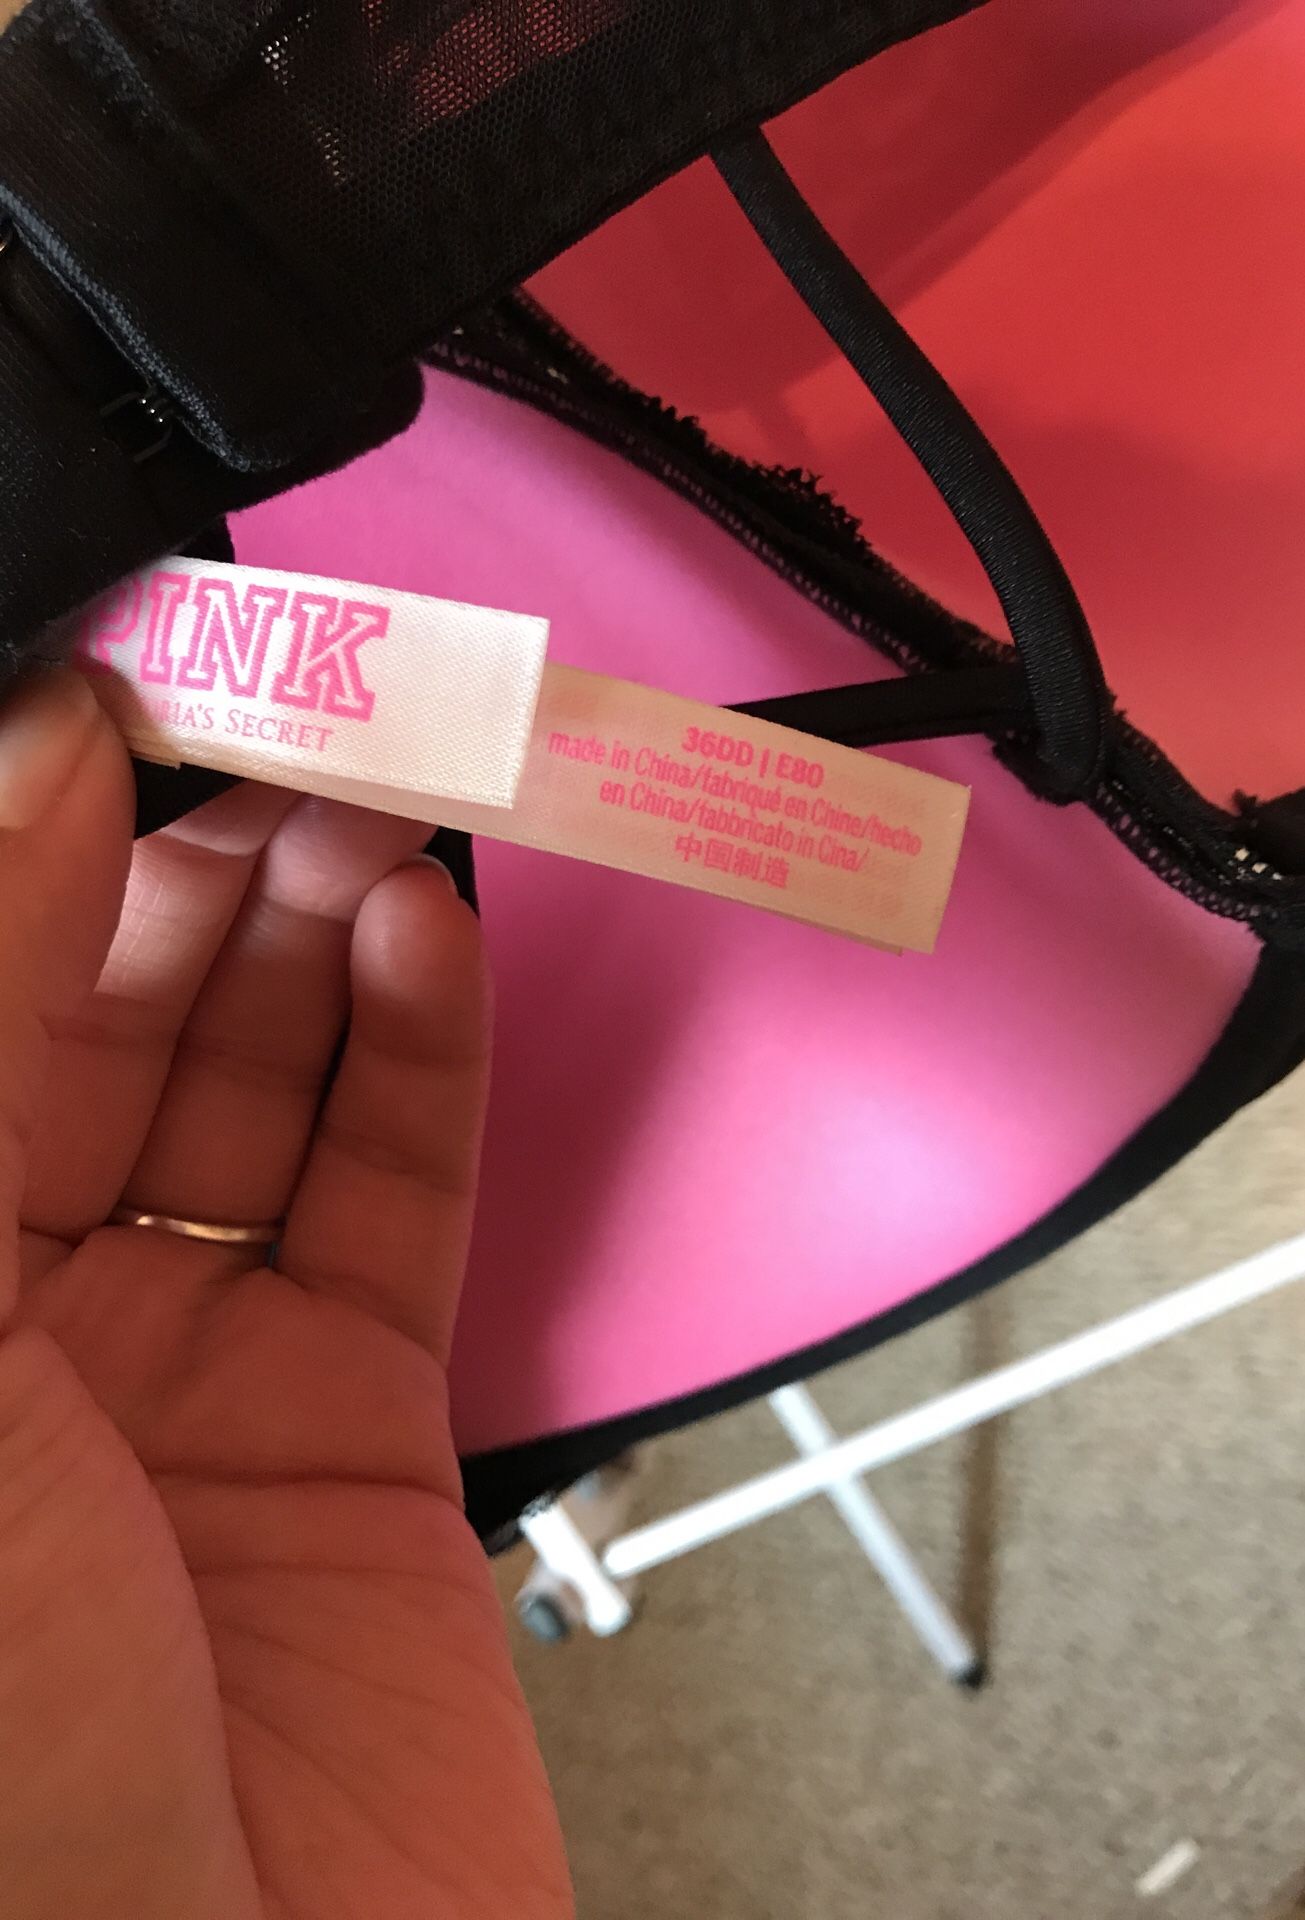 PINK
RIA'S SECRET
36DD | E80
made in China/fabriqué en Chine/hecho
en China/fabbricato in Cina/
中国制造